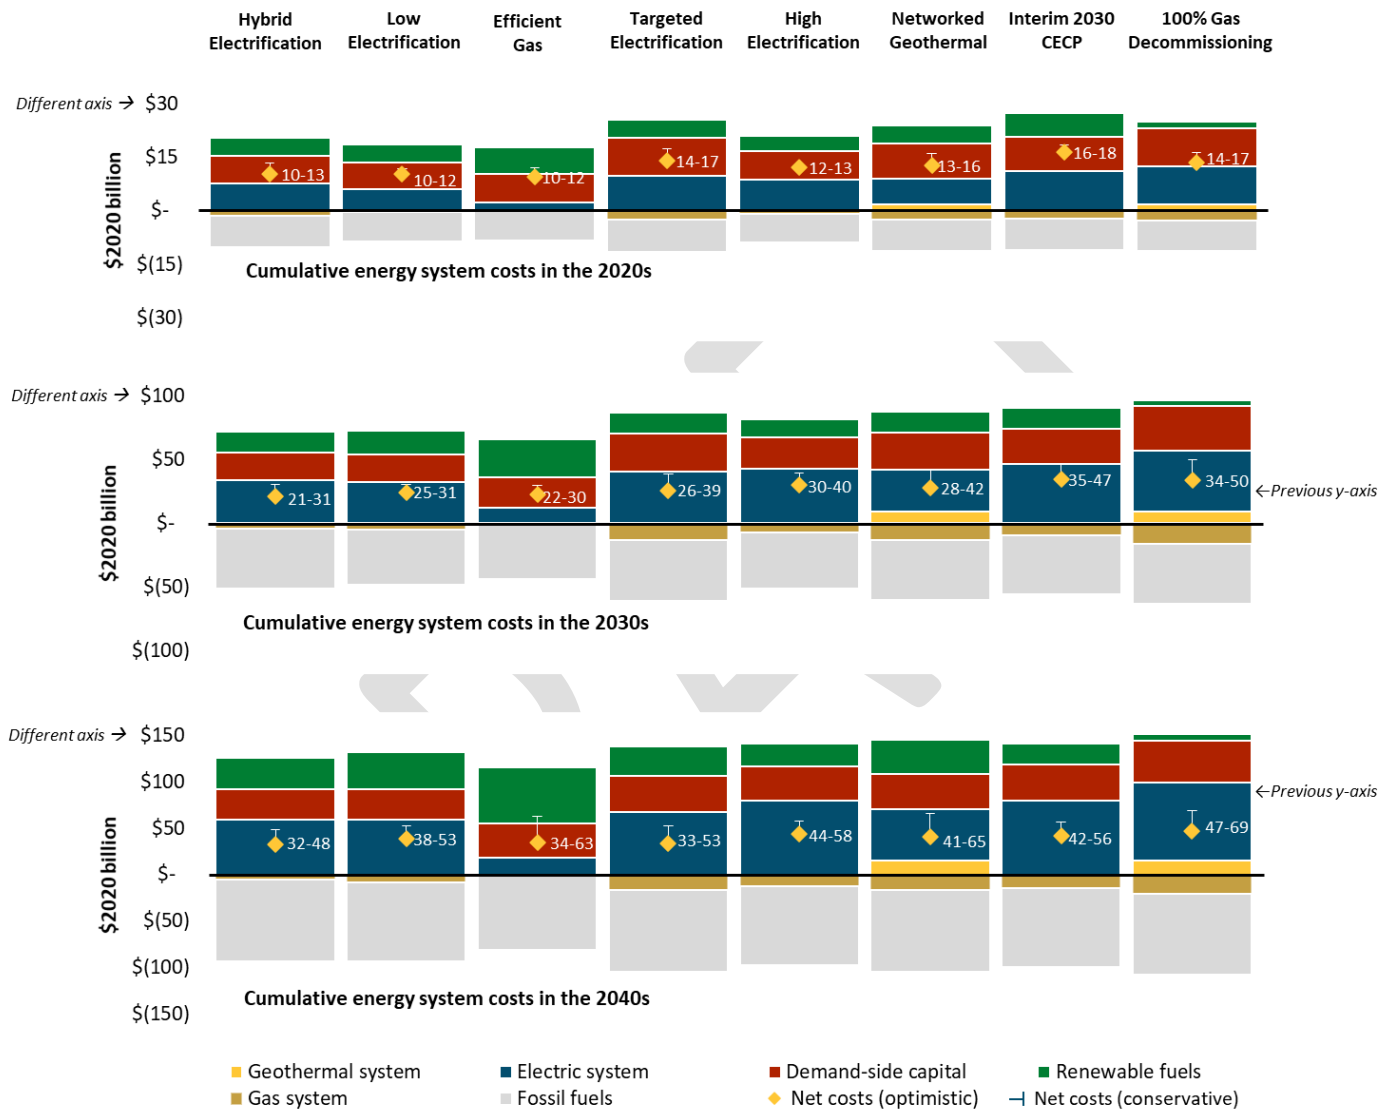 Hybrid Electrification
Low Electrification
Efficient Gas
Targeted Electrification
High Electrification
Networked Geothermal
Interim 2030 CECP
100% Gas Decommissioning
Different axis →
$30
$15
$-
$(15)
$(30)
$2020 billion
10-13
10-12
10-12
14-17
12-13
13-16
16-18
14-17
Cumulative energy system costs in the 2020s
Different axis →
$100
$50
$-
$(50)
$(100)
$2020 billion
21-31
25-31
22-30
26-39
30-40
28-42
35-47
34-50
←Previous y-axis
Cumulative energy system costs in the 2030s
Different axis →
$150
$100
$50
$-
$(50)
$(100)
$(150)
$2020 billion
32-48
38-53
34-63
33-53
44-58
41-65
42-56
47-69
←Previous y-axis
Cumulative energy system costs in the 2040s
Geothermal system
Electric system
Demand-side capital
Renewable fuels
Gas system
Fossil fuels
Net costs (optimistic)
Net costs (conservative)